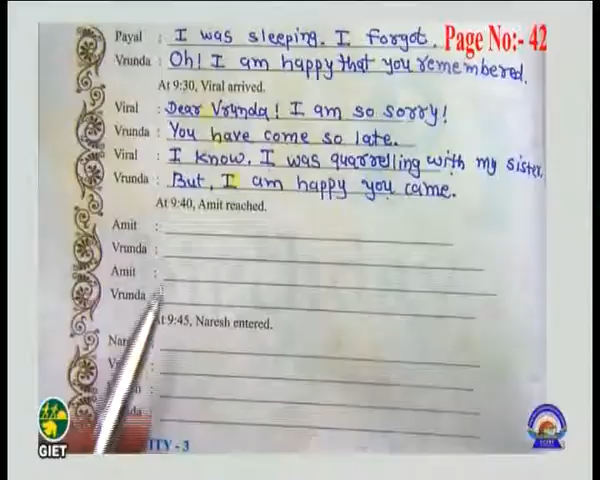 Payal : I was sleeping. I forgot. Page No:- 42
Vrunda : Oh! I am happy that you remembered.
At 9:30, Viral arrived.
Viral : Dear Vrunda! I am so sorry!
Vrunda : You have come so late.
Viral : I know. I was quarrelling with my sister.
Vrunda : But, I am happy you came.
At 9:40, Amit reached.
Amit :
Vrunda :
Amit :
Vrunda
At 9:45, Naresh entered.
GIET
ITY - 3